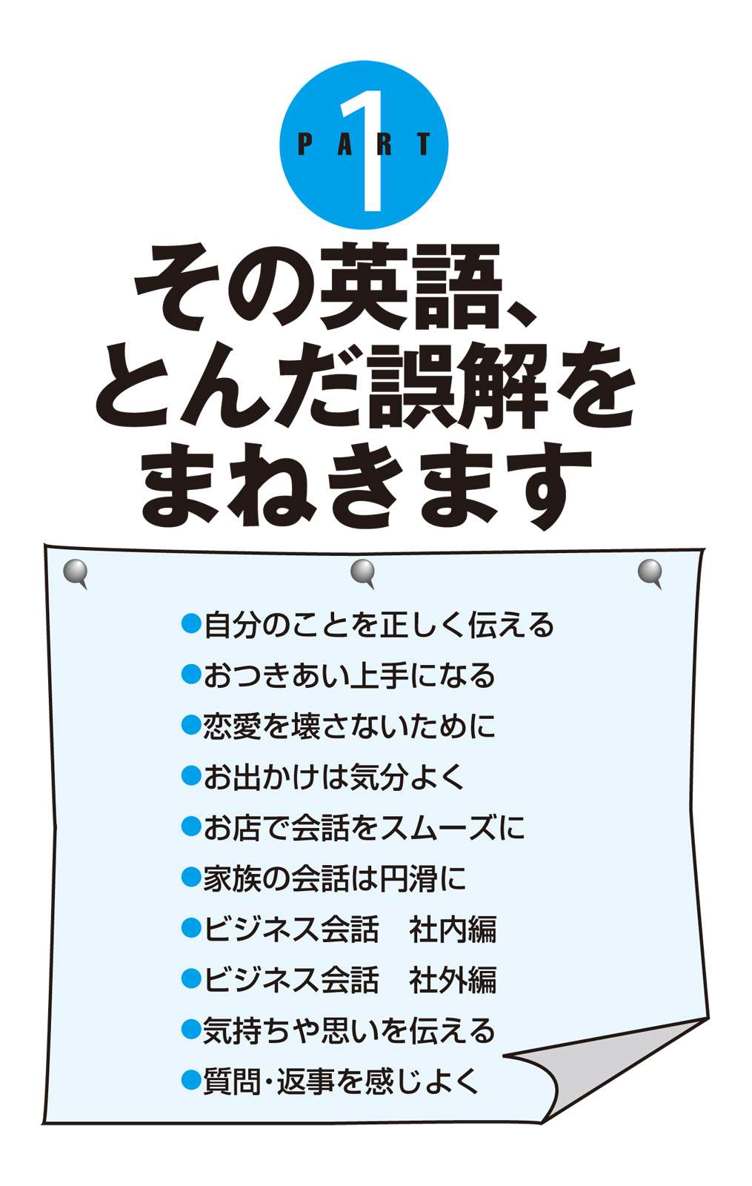 PART 1
その英語、
とんだ誤解を
まねきます
●自分のことを正しく伝える
●おつきあい上手になる
●恋愛を壊さないために
●お出かけは気分よく
●お店で会話をスムーズに
●家族の会話は円滑に
●ビジネス会話　社内編
●ビジネス会話　社外編
●気持ちや思いを伝える
●質問・返事を感じよく